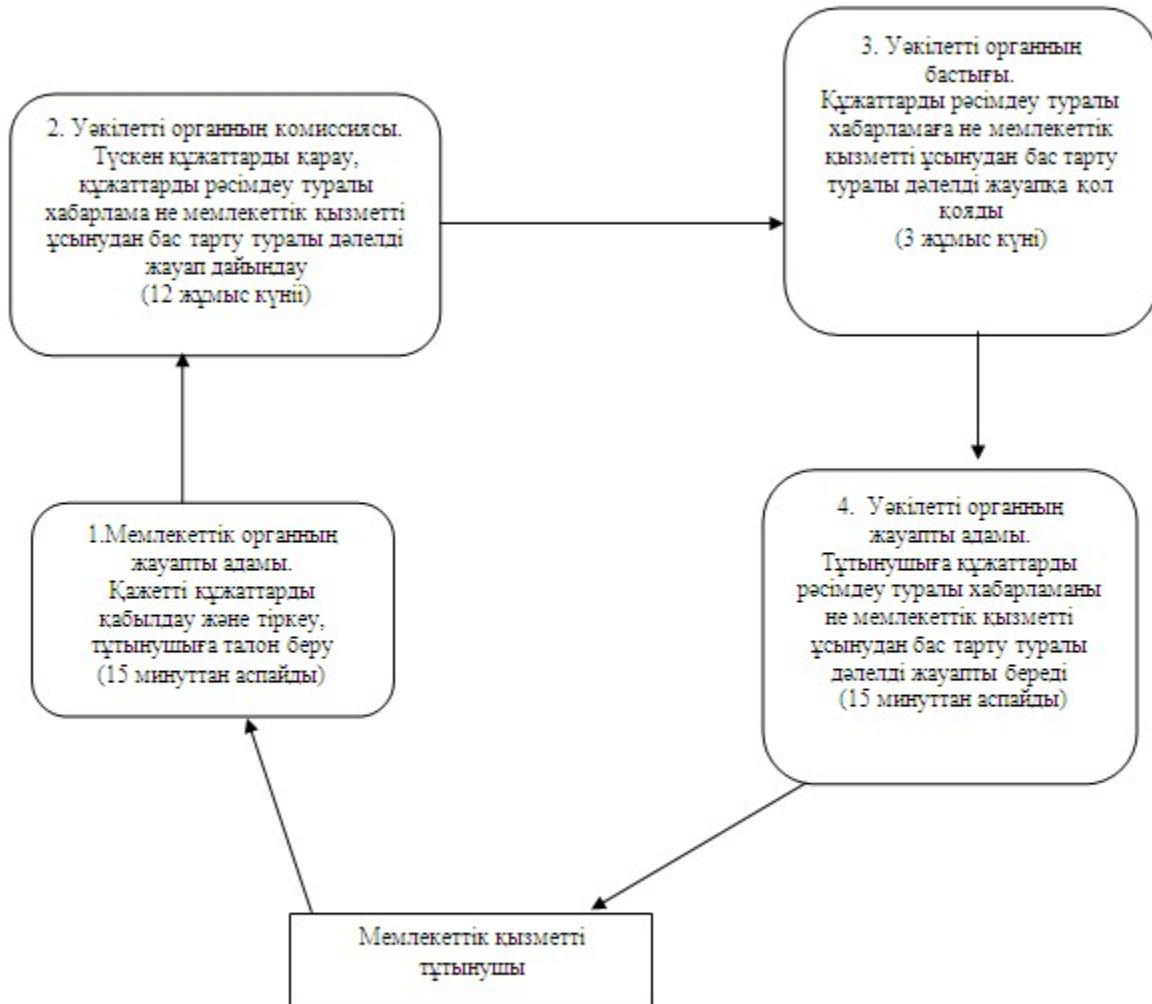 3. Уәкілетті органның
бастығы.
Құжаттарды рәсімдеу туралы
хабарламаға не мемлекеттік
қызметті ұсынудан бас тарту
туралы дәлелді жауапқа қол
қояды
(3 жұмыс күні)
2. Уәкілетті органның комиссиясы.
Түскен құжаттарды қарау,
құжаттарды рәсімдеу туралы
хабарлама не мемлекеттік қызметті
ұсынудан бас тарту туралы дәлелді
жауап дайындау
(12 жұмыс күніі)
1.Мемлекеттік органның
жауапты адамы.
Қажетті құжаттарды
қабылдау және тіркеу,
тұтынушыға талон беру
(15 минуттан аспайды)
4. Уәкілетті органның
жауапты адамы.
Тұтынушыға құжаттарды
рәсімдеу туралы хабарламаны
не мемлекеттік қызметті
ұсынудан бас тарту туралы
дәлелді жауапты береді
(15 минуттан аспайды)
Мемлекеттік қызметті
тұтынушы